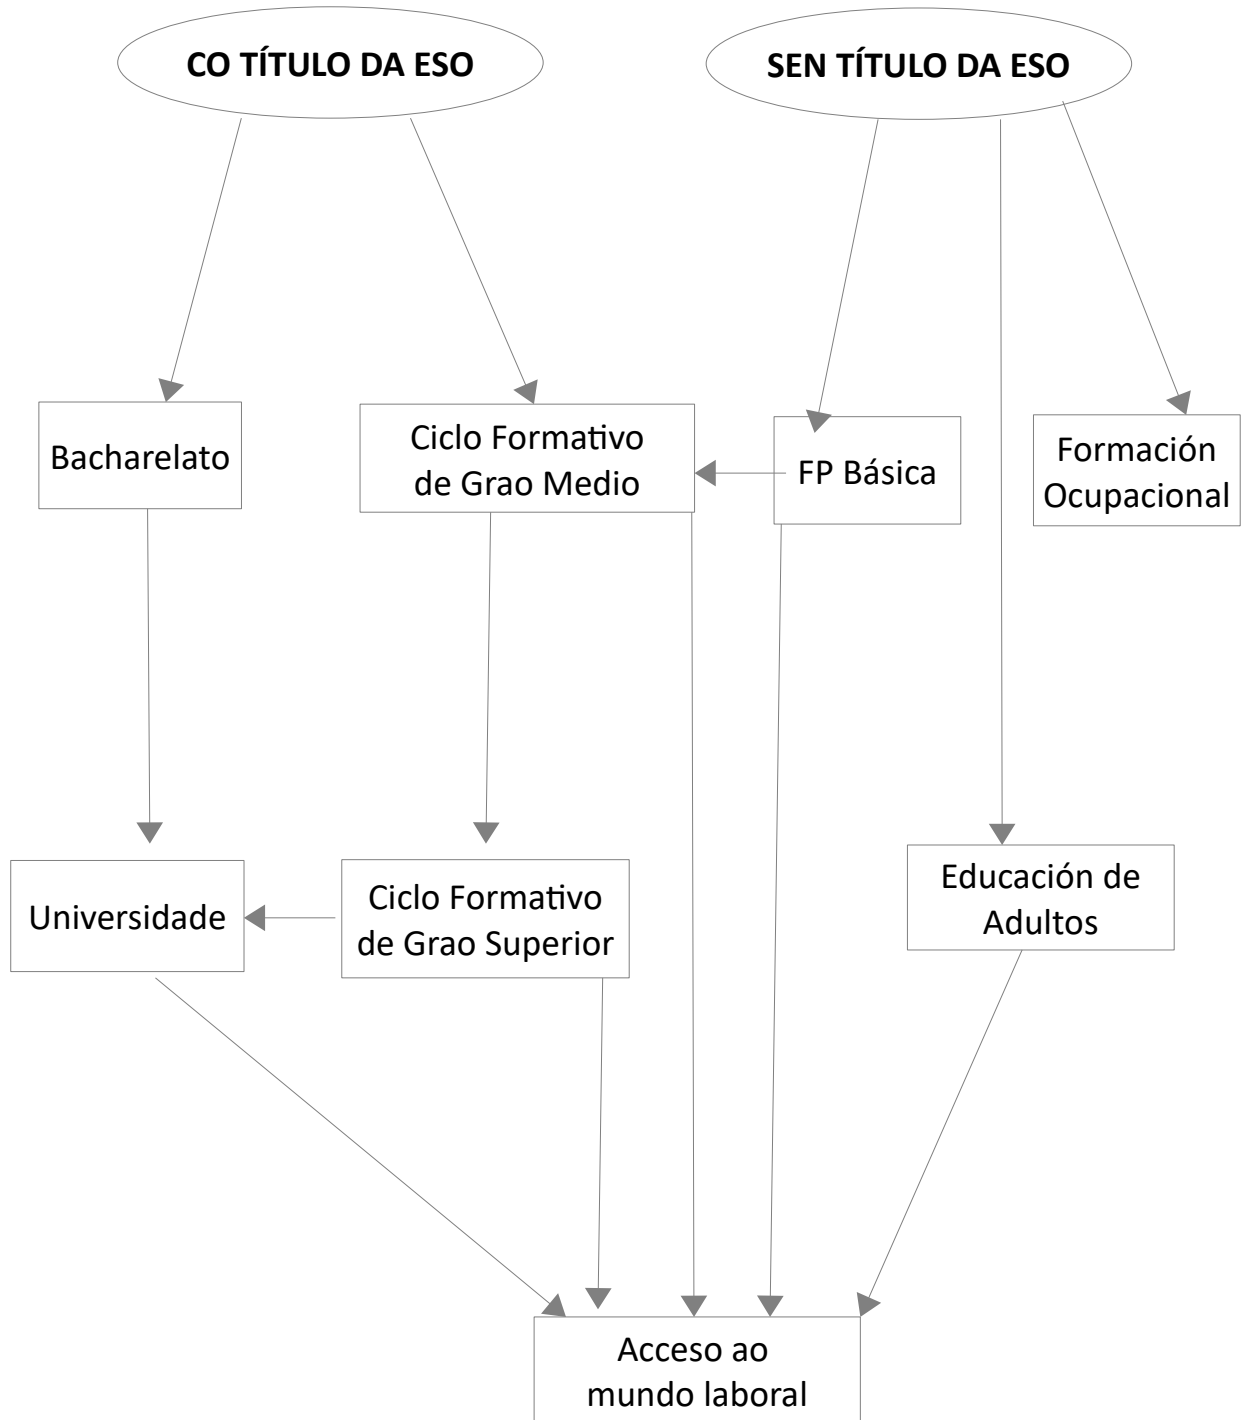 CO TÍTULO DA ESO
SEN TÍTULO DA ESO
Bacharelato
Ciclo Formativo
de Grao Medio
FP Básica
Formación
Ocupacional
Universidade
Ciclo Formativo
de Grao Superior
Educación de
Adultos
Acceso ao
mundo laboral